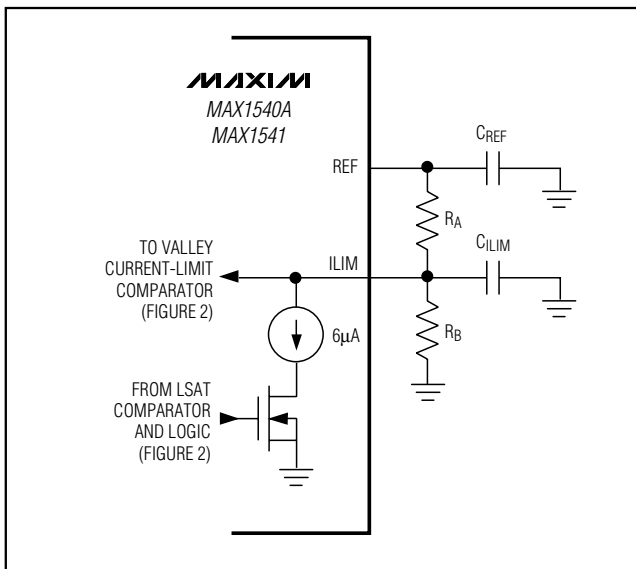 MAXIM
MAX1540A
MAX1541
REF
CREF
RA
TO VALLEY
CURRENT-LIMIT
COMPARATOR
(FIGURE 2)
ILIM
CILIM
6μA
RB
FROM LSAT
COMPARATOR
AND LOGIC
(FIGURE 2)